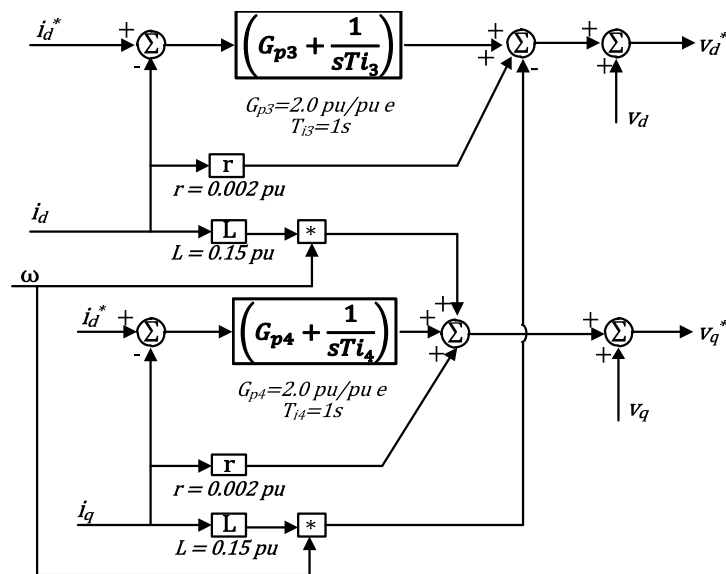 i_d* + Σ (G_p3 + 1/sTi_3) + Σ + Σ v_d*
- + - +
G_p3=2.0 pu/pu e
T_i3=1s
v_d
r
r = 0.002 pu
i_d L *
L = 0.15 pu
ω
i_d* + Σ (G_p4 + 1/sTi_4) + + Σ + Σ v_q*
- + +
G_p4=2.0 pu/pu e
T_i4=1s
v_q
r
r = 0.002 pu
i_q L *
L = 0.15 pu